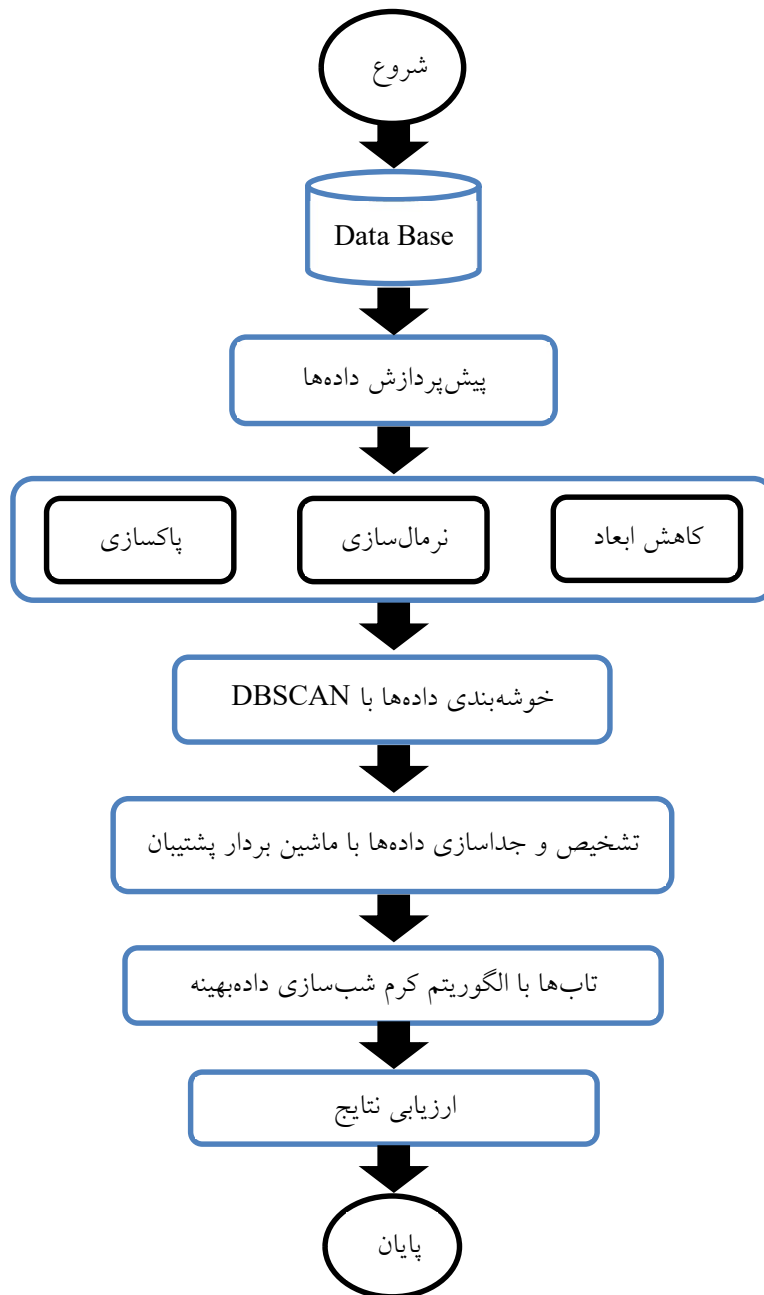 شروع
Data Base
پیش‌پردازش داده‌ها
کاهش ابعاد
نرمال‌سازی
پاکسازی
خوشه‌بندی داده‌ها با DBSCAN
تشخیص و جداسازی داده‌ها با ماشین بردار پشتیبان
تاب‌ها با الگوریتم کرم شب‌سازی داده‌بهینه
ارزیابی نتایج
پایان